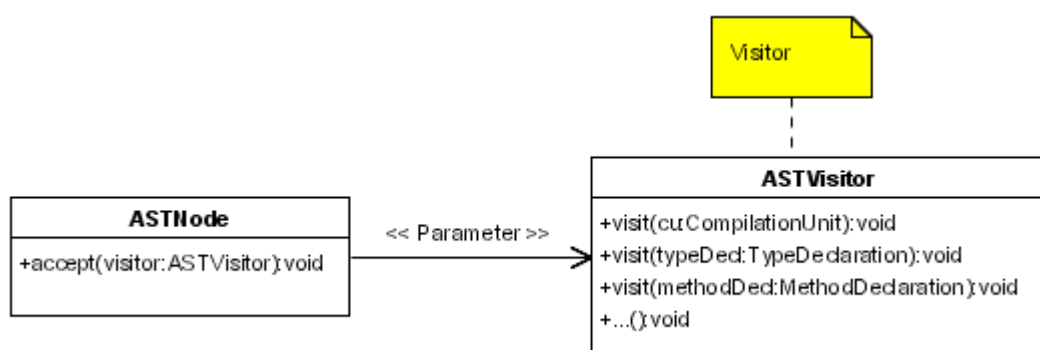 Visitor
ASTVisitor
+visit(cu:CompilationUnit):void
+visit(typeDecl:TypeDeclaration):void
+visit(methodDecl:MethodDeclaration):void
+...():void
ASTNode
+accept(visitor:ASTVisitor):void
<< Parameter >>